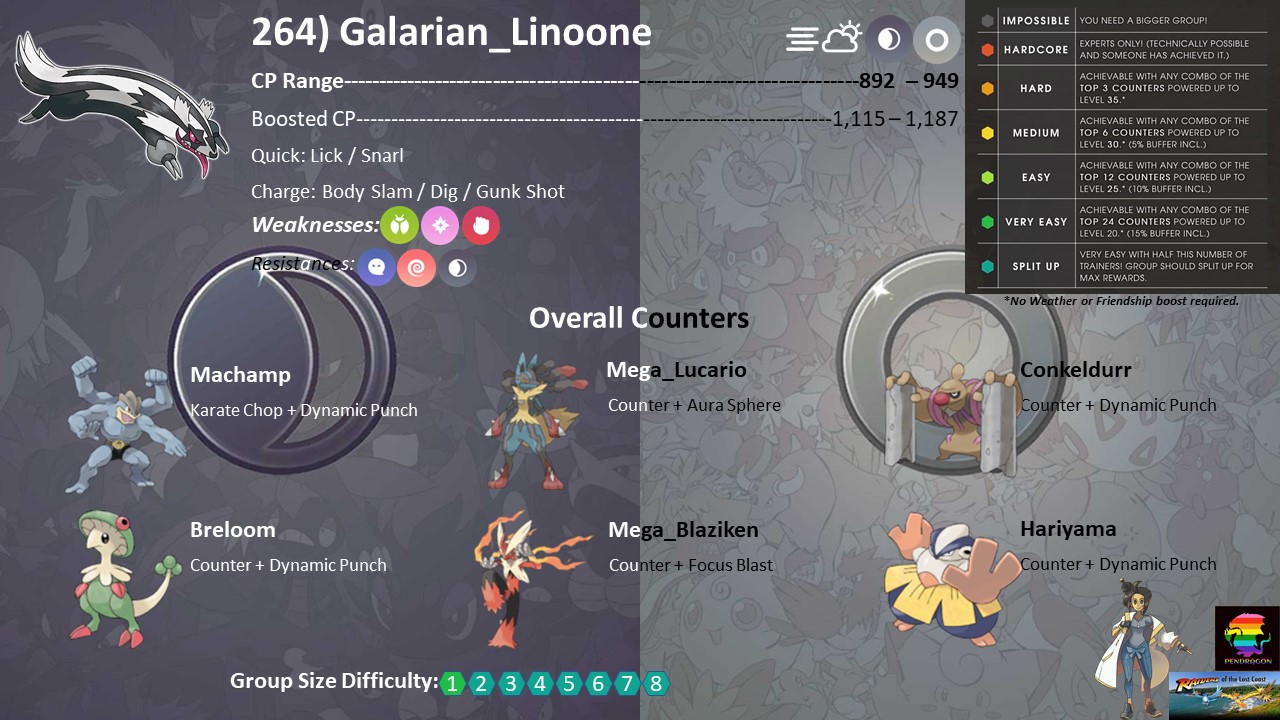 264) Galarian_Linoone
CP Range------892 – 949
Boosted CP------1,115 – 1,187
Quick: Lick / Snarl
Charge: Body Slam / Dig / Gunk Shot
Weaknesses:
Resistances:
IMPOSSIBLE YOU NEED A BIGGER GROUP!
HARDCORE EXPERTS ONLY! (TECHNICALLY POSSIBLE
AND SOMEONE HAS ACHIEVED IT.)
HARD ACHIEVABLE WITH ANY COMBO OF THE
TOP 3 COUNTERS POWERED UP TO
LEVEL 35.*
MEDIUM ACHIEVABLE WITH ANY COMBO OF THE
TOP 6 COUNTERS POWERED UP TO
LEVEL 30.* (5% BUFFER INCL.)
EASY ACHIEVABLE WITH ANY COMBO OF THE
TOP 12 COUNTERS POWERED UP TO
LEVEL 25.* (10% BUFFER INCL.)
VERY EASY ACHIEVABLE WITH ANY COMBO OF THE
TOP 24 COUNTERS POWERED UP TO
LEVEL 20.* (15% BUFFER INCL.)
SPLIT UP VERY EASY WITH HALF THIS NUMBER OF
TRAINERS! GROUP SHOULD SPLIT UP FOR
MAX REWARDS.
*No Weather or Friendship boost required.
Overall Counters
Machamp
Karate Chop + Dynamic Punch
Mega_Lucario
Counter + Aura Sphere
Conkeldurr
Counter + Dynamic Punch
Breloom
Counter + Dynamic Punch
Mega_Blaziken
Counter + Focus Blast
Hariyama
Counter + Dynamic Punch
Group Size Difficulty: 1 2 3 4 5 6 7 8
PENDRAGON
RAIDERS of the Lost Coast